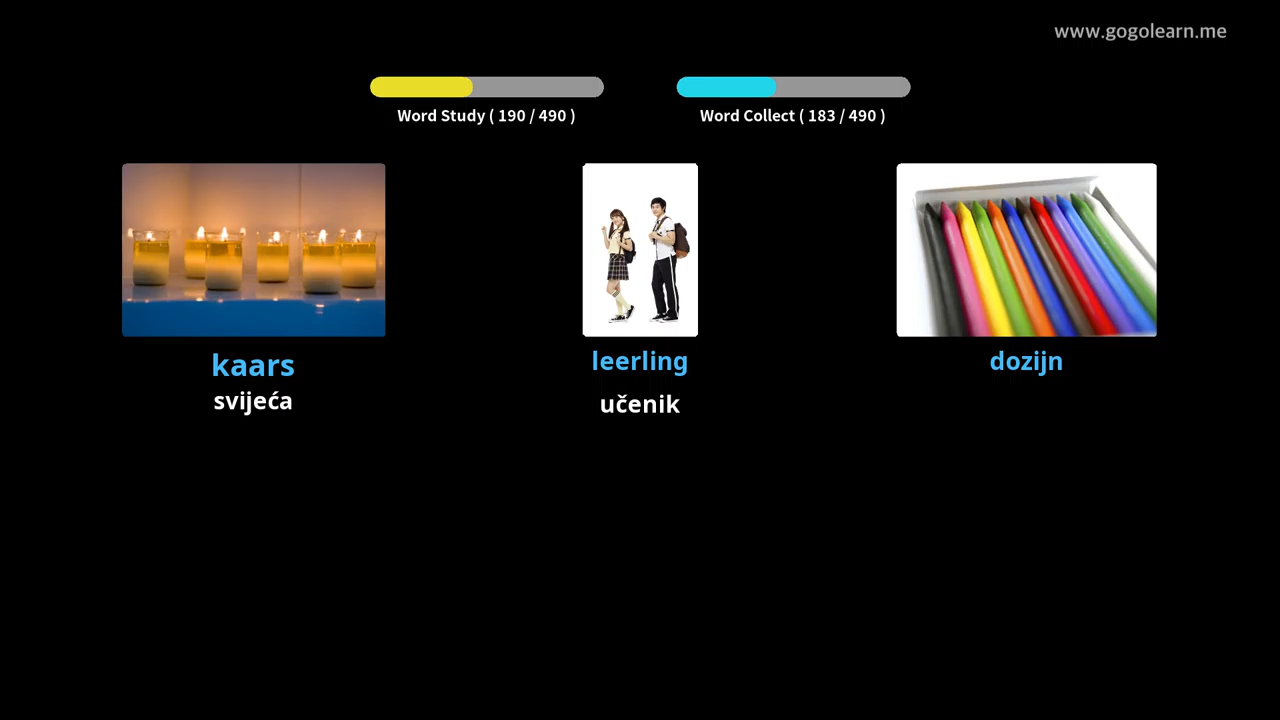 www.gogolearn.me
Word Study ( 190 / 490 )
Word Collect ( 183 / 490 )
kaars
svijeća
leerling
učenik
dozijn